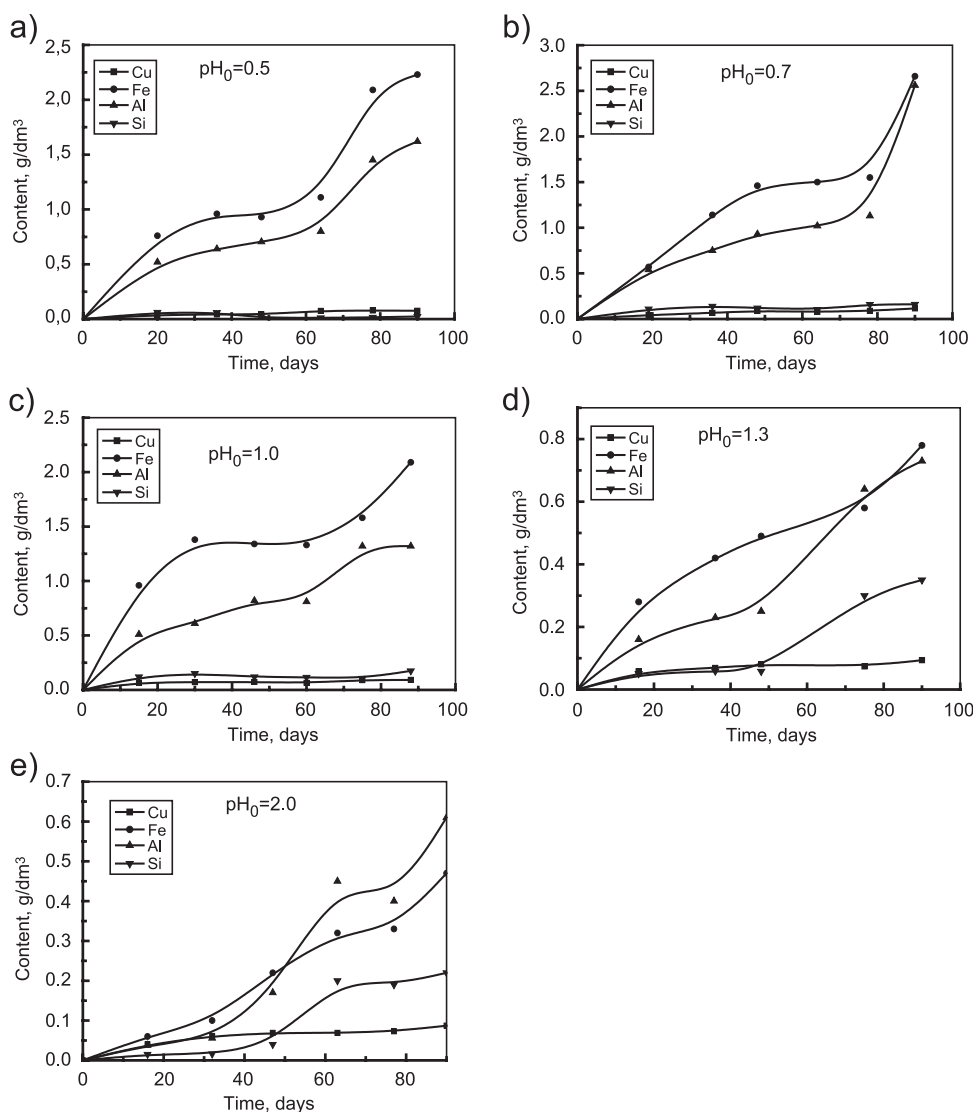 a)
pH0=0.5
Cu
Fe
Al
Si
Content, g/dm³
2,5
2,0
1,5
1,0
0,5
0,0
0 20 40 60 80 100
Time, days
b)
pH0=0.7
Cu
Fe
Al
Si
Content, g/dm³
3.0
2.5
2.0
1.5
1.0
0.5
0.0
0 20 40 60 80 100
Time, days
c)
pH0=1.0
Cu
Fe
Al
Si
Content, g/dm³
2.5
2.0
1.5
1.0
0.5
0.0
0 20 40 60 80 100
Time, days
d)
pH0=1.3
Cu
Fe
Al
Si
Content, g/dm³
0.8
0.6
0.4
0.2
0.0
0 20 40 60 80 100
Time, days
e)
pH0=2.0
Cu
Fe
Al
Si
Content, g/dm³
0.7
0.6
0.5
0.4
0.3
0.2
0.1
0.0
0 20 40 60 80
Time, days